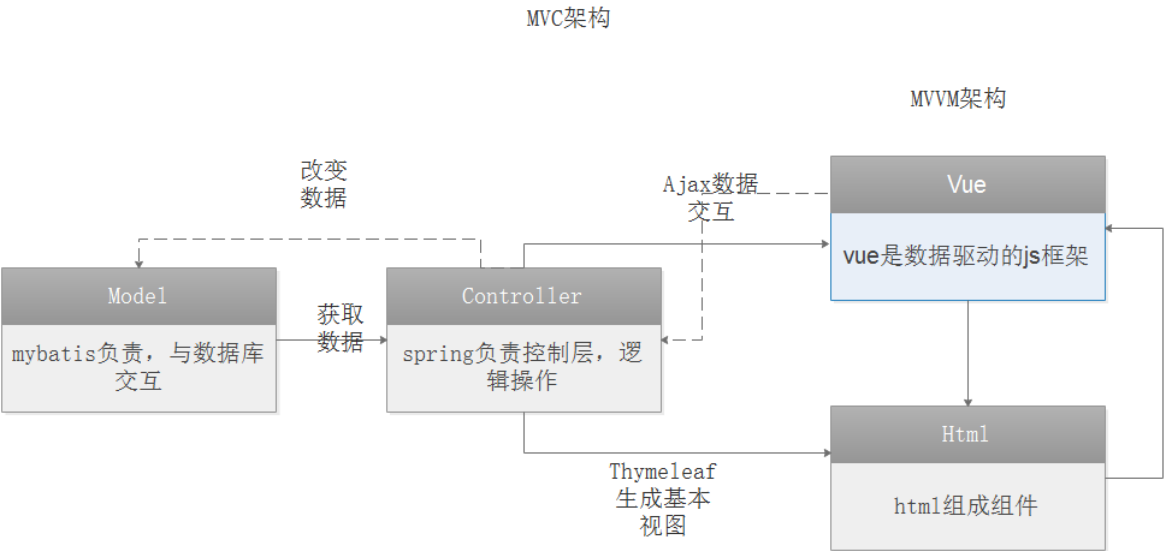 MVC架构
MVVM架构
改变
数据
Ajax数据
交互
Vue
vue是数据驱动的js框架
Model
mybatis负责，与数据库
交互
获取
数据
Controller
spring负责控制层，逻
辑操作
Thymeleaf
生成基本
视图
Html
html组成组件